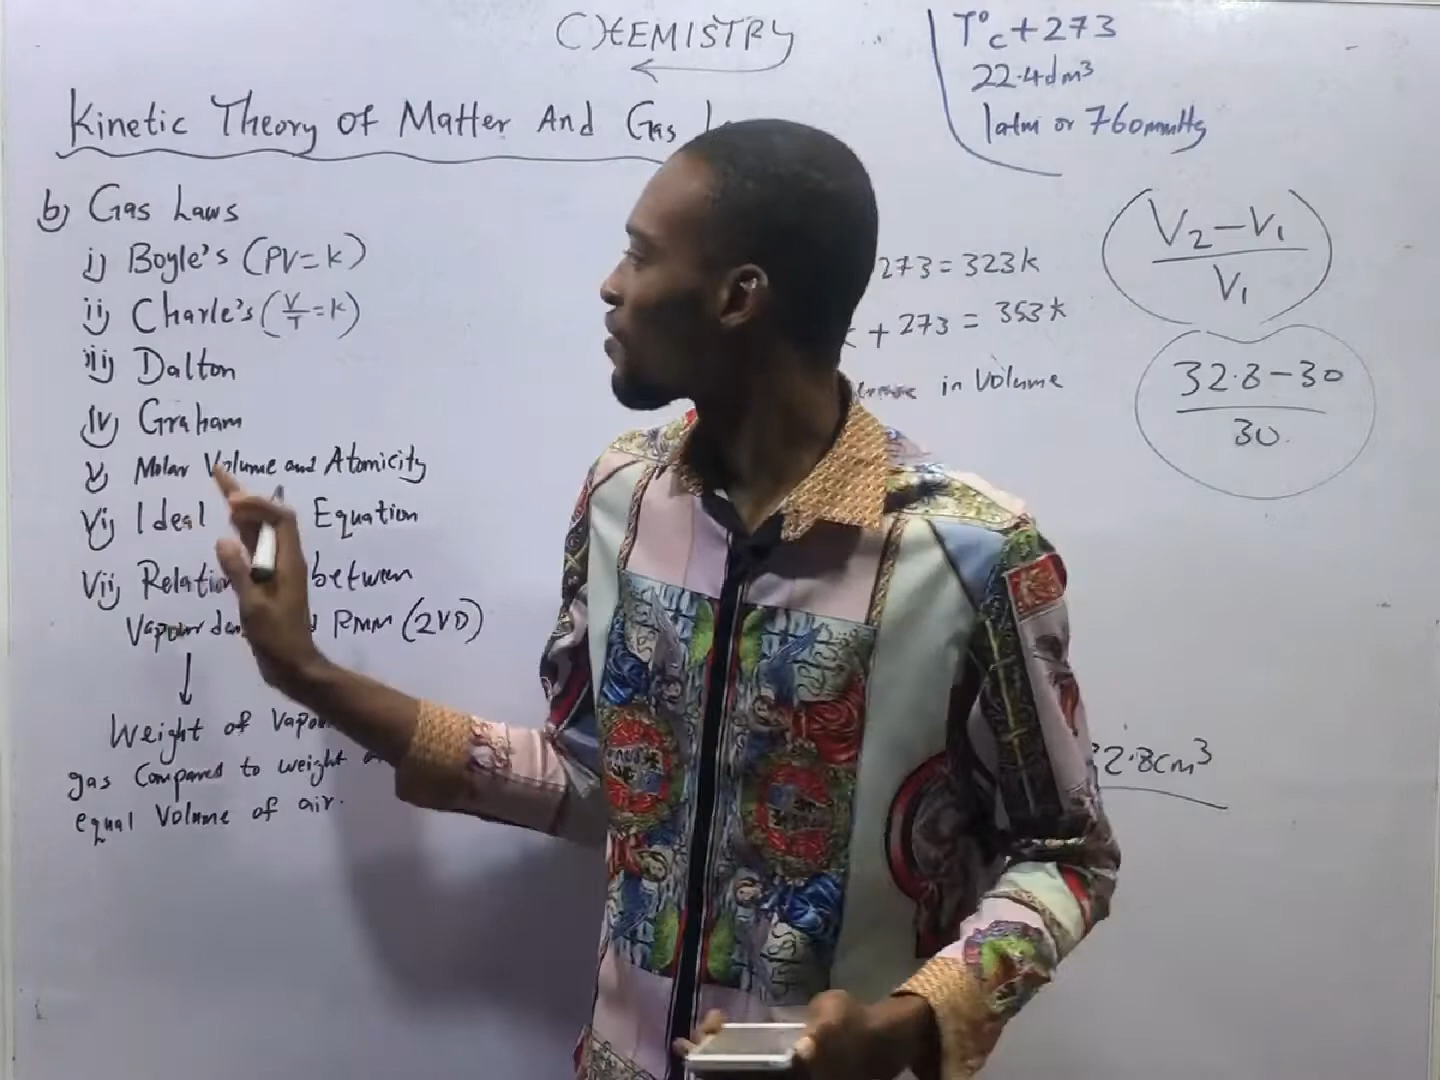 CHEMISTRY
T°c+273
22.4dm³
1atm or 760mmHg
Kinetic Theory Of Matter And Gas
b) Gas Laws
i) Boyle's (PV=k)
ii) Charle's (V/T=k)
iii) Dalton
iv) Graham
v) Molar Volume and Atomicity
vi) Ideal Equation
vii) between
Vapour RMM (2VD)
Weight of
gas Compared to weight
equal Volume of air.
273=323k
+273 = 353k
in Volume
V₂-V₁
V₁
32.8-30
30
32.8cm³